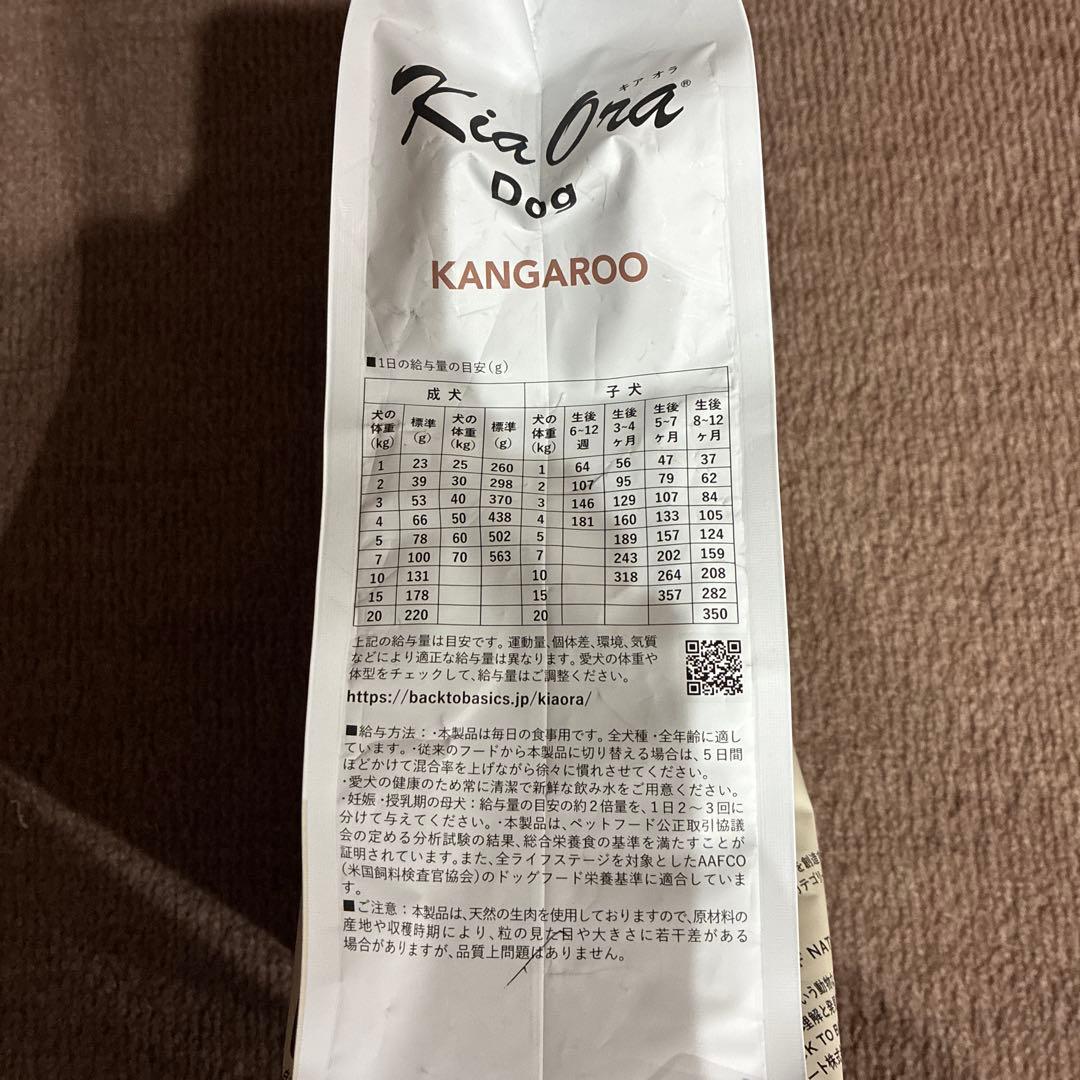 キア オラ
Kia Ora®
Dog
KANGAROO
■1日の給与量の目安(g)
成犬 子犬
犬の体重(kg) 標準(g) 犬の体重(kg) 標準(g) 犬の体重(kg) 生後6~12週 生後3~4ヶ月 生後5~7ヶ月 生後8~12ヶ月
1 23 25 260 1 64 56 47 37
2 39 30 298 2 107 95 79 62
3 53 40 370 3 146 129 107 84
4 66 50 438 4 181 160 133 105
5 78 60 502 5 189 157 124
7 100 70 563 7 243 202 159
10 131 10 318 264 208
15 178 15 357 282
20 220 20 350
上記の給与量は目安です。運動量、個体差、環境、気質
などにより適正な給与量は異なります。愛犬の体重や
体型をチェックして、給与量はご調整ください。
https://backtobasics.jp/kiaora/
■給与方法：・本製品は毎日の食事用です。全犬種・全年齢に適し
ています。・従来のフードから本製品に切り替える場合は、5日間
ほどかけて混合率を上げながら徐々に慣れさせてください。
・愛犬の健康のため常に清潔で新鮮な飲み水をご用意ください。
・妊娠・授乳期の母犬：給与量の目安の約2倍量を、1日2～3回に
分けて与えてください。・本製品は、ペットフード公正取引協議
会の定める分析試験の結果、総合栄養食の基準を満たすことが
証明されています。また、全ライフステージを対象としたAAFCO
(米国飼料検査官協会)のドッグフード栄養基準に適合していま
す。
■ご注意：本製品は、天然の生肉を使用しておりますので、原材料の
産地や収穫時期により、粒の見た目や大きさに若干差がある
場合がありますが、品質上問題はありません。
を創造
カテゴリー
NAT
いう動物
理解と発
K TO B
ート株式